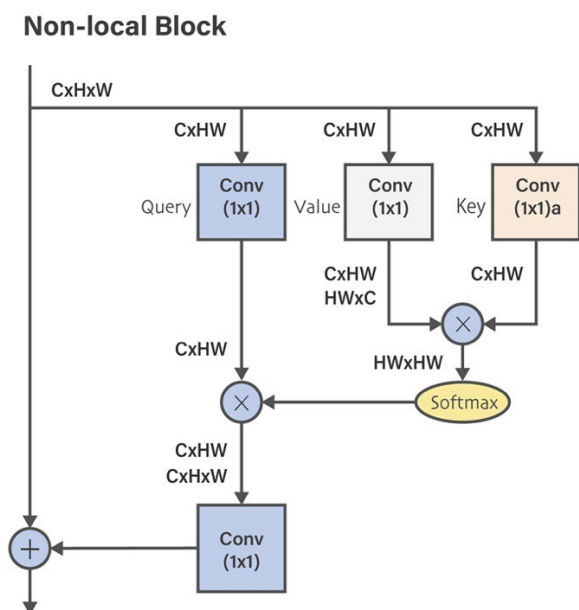 Non-local Block
CxHxW
CxHW
CxHW
CxHW
Query
Conv
(1x1)
Value
Conv
(1x1)
Key
Conv
(1x1)a
CxHW
HWxC
CxHW
×
CxHW
HWxHW
×
Softmax
CxHW
CxHxW
Conv
(1x1)
+